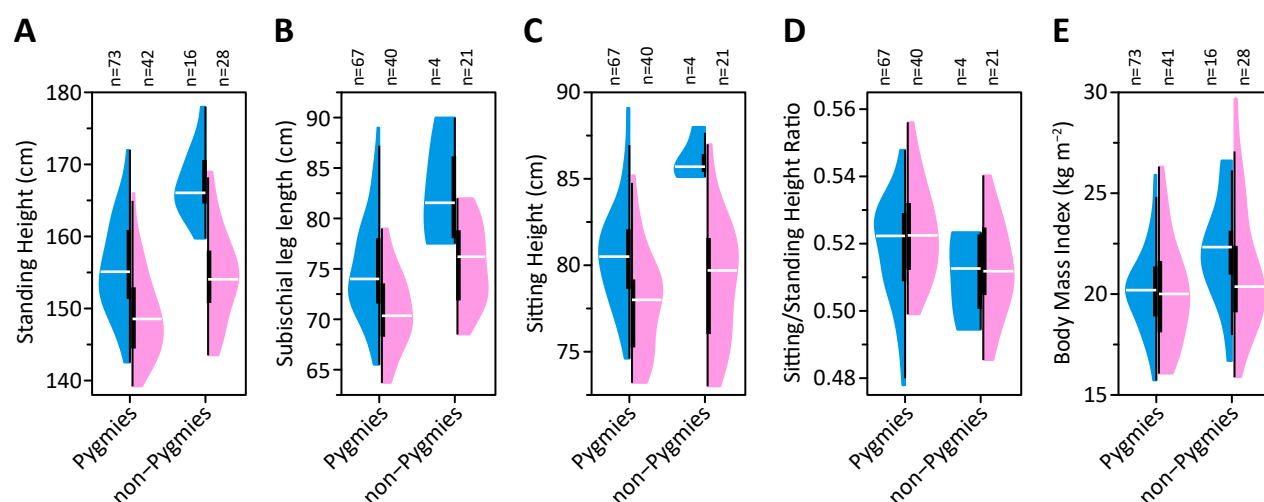 A
n=73
n=42
n=16
n=28
Standing Height (cm)
180
170
160
150
140
Pygmies
non−Pygmies
B
n=67
n=40
n=4
n=21
Subischial leg length (cm)
90
85
80
75
70
65
Pygmies
non−Pygmies
C
n=67
n=40
n=4
n=21
Sitting Height (cm)
90
85
80
75
Pygmies
non−Pygmies
D
n=67
n=40
n=4
n=21
Sitting/Standing Height Ratio
0.56
0.54
0.52
0.50
0.48
Pygmies
non−Pygmies
E
n=73
n=41
n=16
n=28
Body Mass Index (kg m⁻²)
30
25
20
15
Pygmies
non−Pygmies